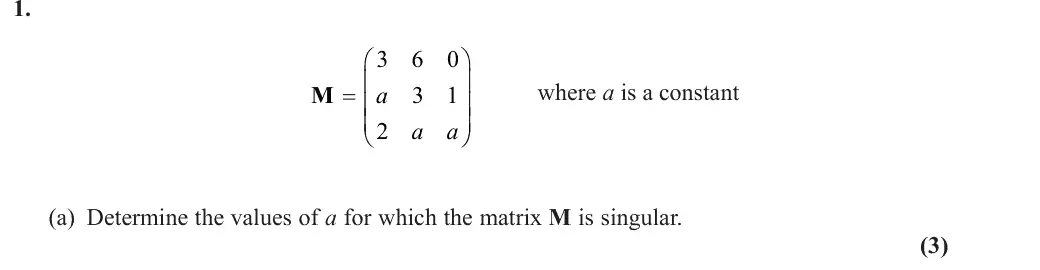 1.
3 6 0
M = a 3 1 where a is a constant
2 a a
(a) Determine the values of a for which the matrix M is singular.
(3)